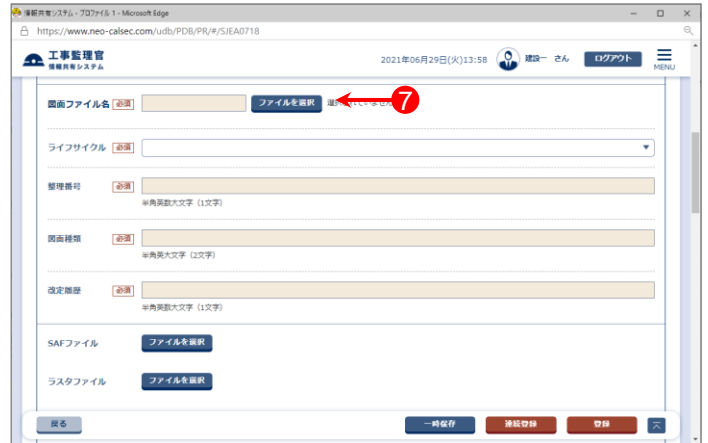 情報共有システム - プロファイル 1 - Microsoft Edge
https://www.neo-calsec.com/udb/PDB/PR/#/SJEA0718
工事監理官
情報共有システム
2021年06月29日(火)13:58
建設一 さん
ログアウト
MENU
図面ファイル名 必須 ファイルを選択 選択されていません
7
ライフサイクル 必須
整理番号 必須
半角英数大文字（1文字）
図面種類 必須
半角英大文字（2文字）
改定履歴 必須
半角英数大文字（1文字）
SAFファイル ファイルを選択
ラスタファイル ファイルを選択
戻る 一時保存 連続登録 登録